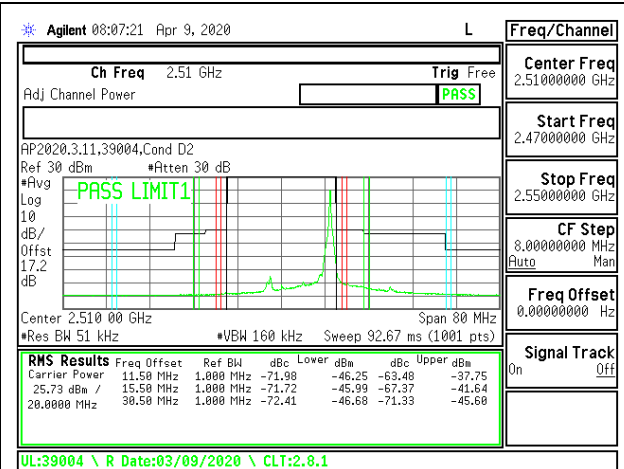 Agilent 08:07:21 Apr 9, 2020 L
Ch Freq 2.51 GHz Trig Free
Adj Channel Power PASS
AP2020.3.11,39004,Cond D2
Ref 30 dBm #Atten 30 dB
#Avg
Log
10
dB/
Offst
17.2
dB
PASS LIMIT1
Center 2.510 00 GHz Span 80 MHz
#Res BW 51 kHz #VBW 160 kHz Sweep 92.67 ms (1001 pts)
RMS Results Freq Offset Ref BW dBc Lower dBm dBc Upper dBm
Carrier Power 11.50 MHz 1.000 MHz -71.98 -46.25 -63.48 -37.75
25.73 dBm / 15.50 MHz 1.000 MHz -71.72 -45.99 -67.37 -41.64
20.0000 MHz 30.50 MHz 1.000 MHz -72.41 -46.68 -71.33 -45.60
UL:39004 \ R Date:03/09/2020 \ CLT:2.8.1
Freq/Channel
Center Freq
2.51000000 GHz
Start Freq
2.47000000 GHz
Stop Freq
2.55000000 GHz
CF Step
8.00000000 MHz
Auto Man
Freq Offset
0.00000000 Hz
Signal Track
On Off